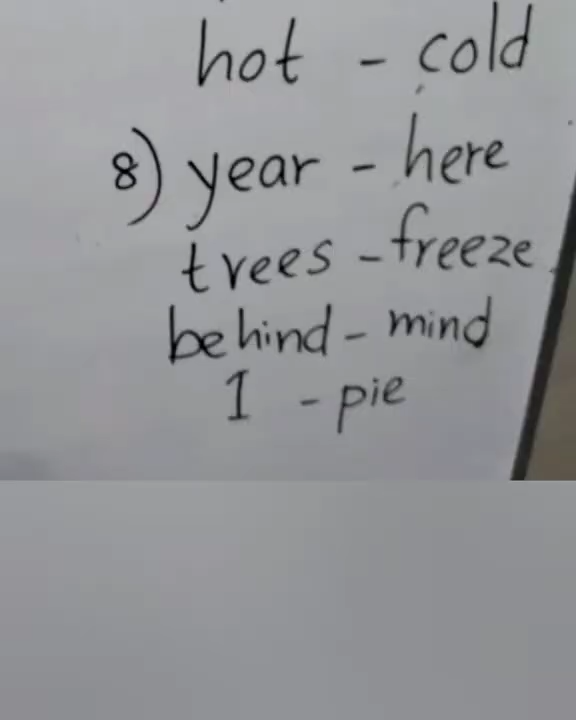 hot - cold
8) year - here
trees - freeze
behind - mind
I - pie